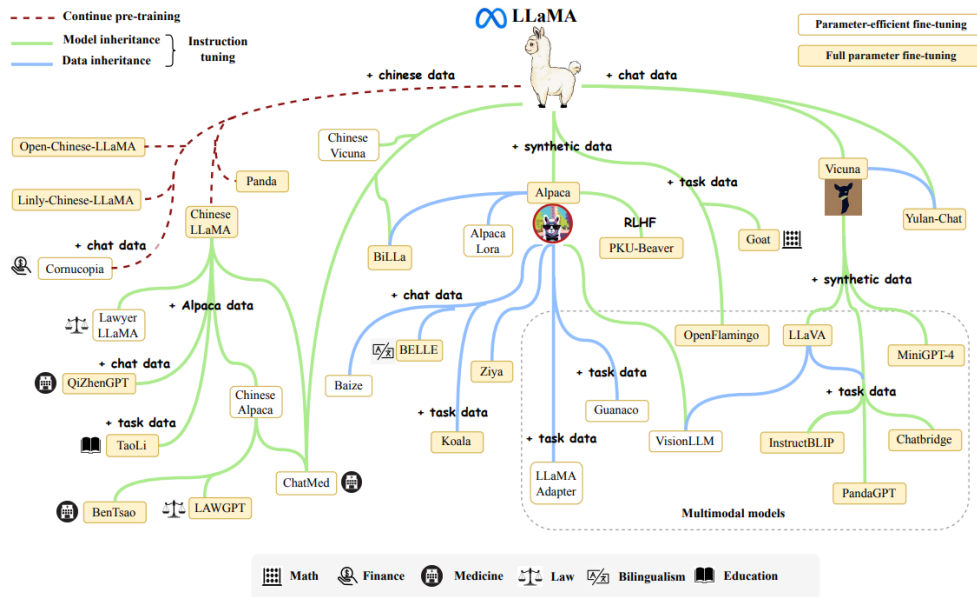 LLaMA
Continue pre-training
Model inheritance
Data inheritance
Instruction
tuning
Parameter-efficient fine-tuning
Full parameter fine-tuning
+ chinese data
+ chat data
Chinese
Vicuna
+ synthetic data
Open-Chinese-LLaMA
Panda
Linly-Chinese-LLaMA
Chinese
LLaMA
+ task data
Vicuna
Alpaca
Yulan-Chat
RLHF
Alpaca
Lora
BiLLa
PKU-Beaver
Goat
+ chat data
Cornucopia
+ chat data
+ synthetic data
Lawyer
LLaMA
+ Alpaca data
OpenFlamingo
LLaVA
MiniGPT-4
BELLE
Ziya
+ chat data
QiZhenGPT
Baize
+ task data
+ task data
Chinese
Alpaca
Guanaco
+ task data
TaoLi
+ task data
Koala
+ task data
VisionLLM
InstructBLIP
Chatbridge
ChatMed
LLaMA
Adapter
PandaGPT
BenTsao
LAWGPT
Multimodal models
Math
Finance
Medicine
Law
Bilingualism
Education